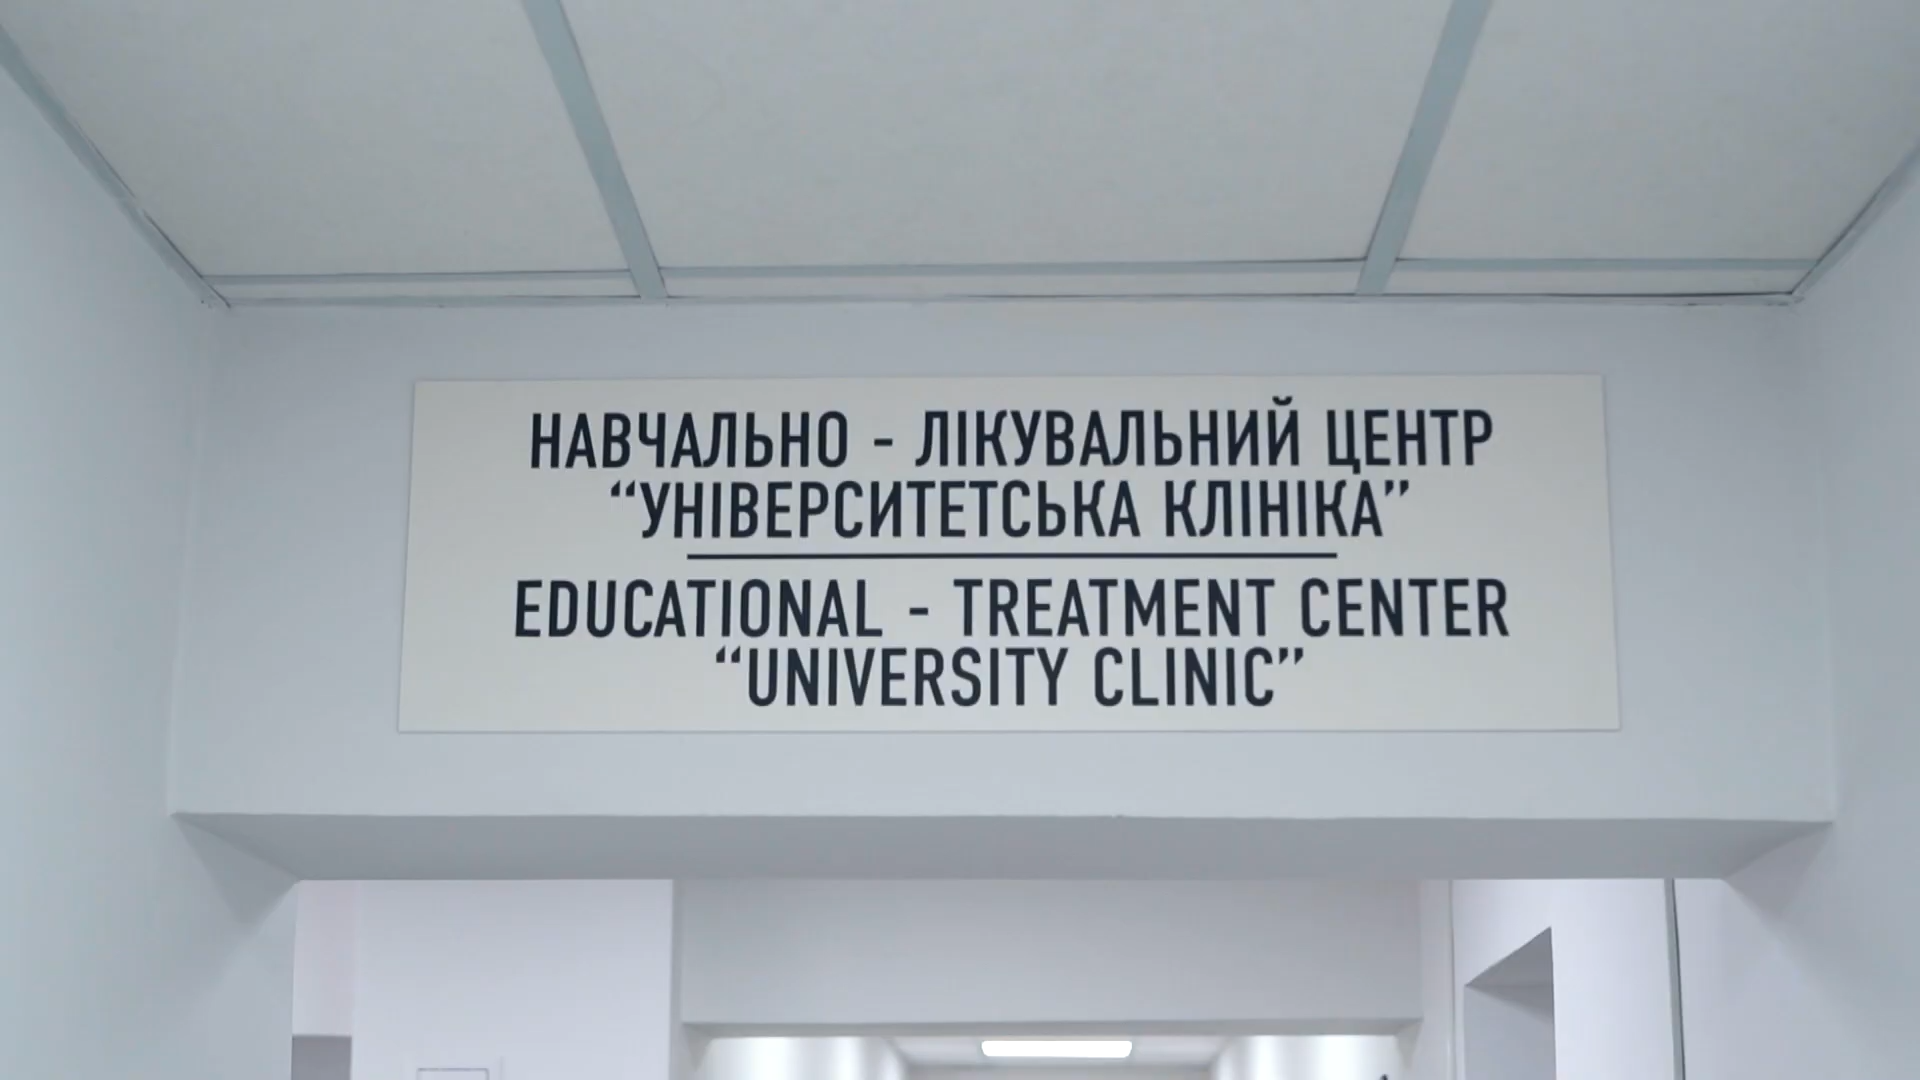 НАВЧАЛЬНО - ЛІКУВАЛЬНИЙ ЦЕНТР
“УНІВЕРСИТЕТСЬКА КЛІНІКА”
EDUCATIONAL - TREATMENT CENTER
“UNIVERSITY CLINIC”